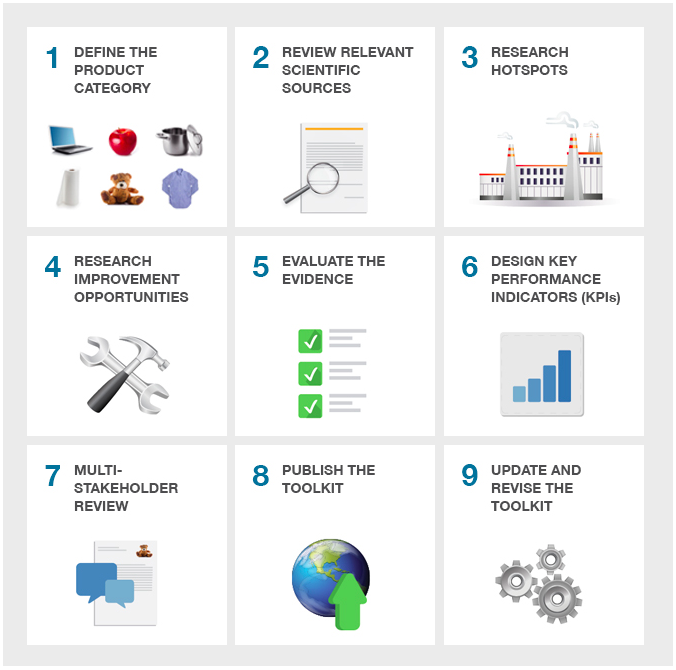 1 DEFINE THE
PRODUCT
CATEGORY
2 REVIEW RELEVANT
SCIENTIFIC
SOURCES
3 RESEARCH
HOTSPOTS
4 RESEARCH
IMPROVEMENT
OPPORTUNITIES
5 EVALUATE THE
EVIDENCE
6 DESIGN KEY
PERFORMANCE
INDICATORS (KPIs)
7 MULTI-
STAKEHOLDER
REVIEW
8 PUBLISH THE
TOOLKIT
9 UPDATE AND
REVISE THE
TOOLKIT